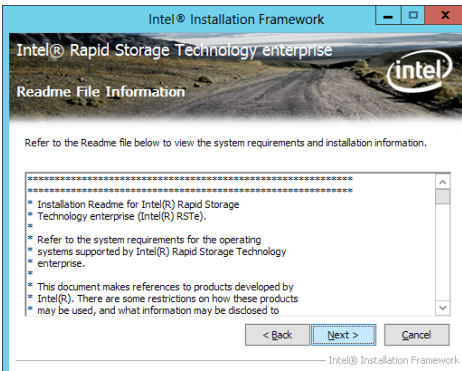 Intel® Installation Framework
Intel® Rapid Storage Technology enterprise
intel
Readme File Information
Refer to the Readme file below to view the system requirements and installation information.
************************************************************
************************************************************
* Installation Readme for Intel(R) Rapid Storage
* Technology enterprise (Intel(R) RSTe).
*
* Refer to the system requirements for the operating
* systems supported by Intel(R) Rapid Storage Technology
* enterprise.
*
* This document makes references to products developed by
* Intel(R). There are some restrictions on how these products
* may be used, and what information may be disclosed to
< Back Next > Cancel
Intel® Installation Framework